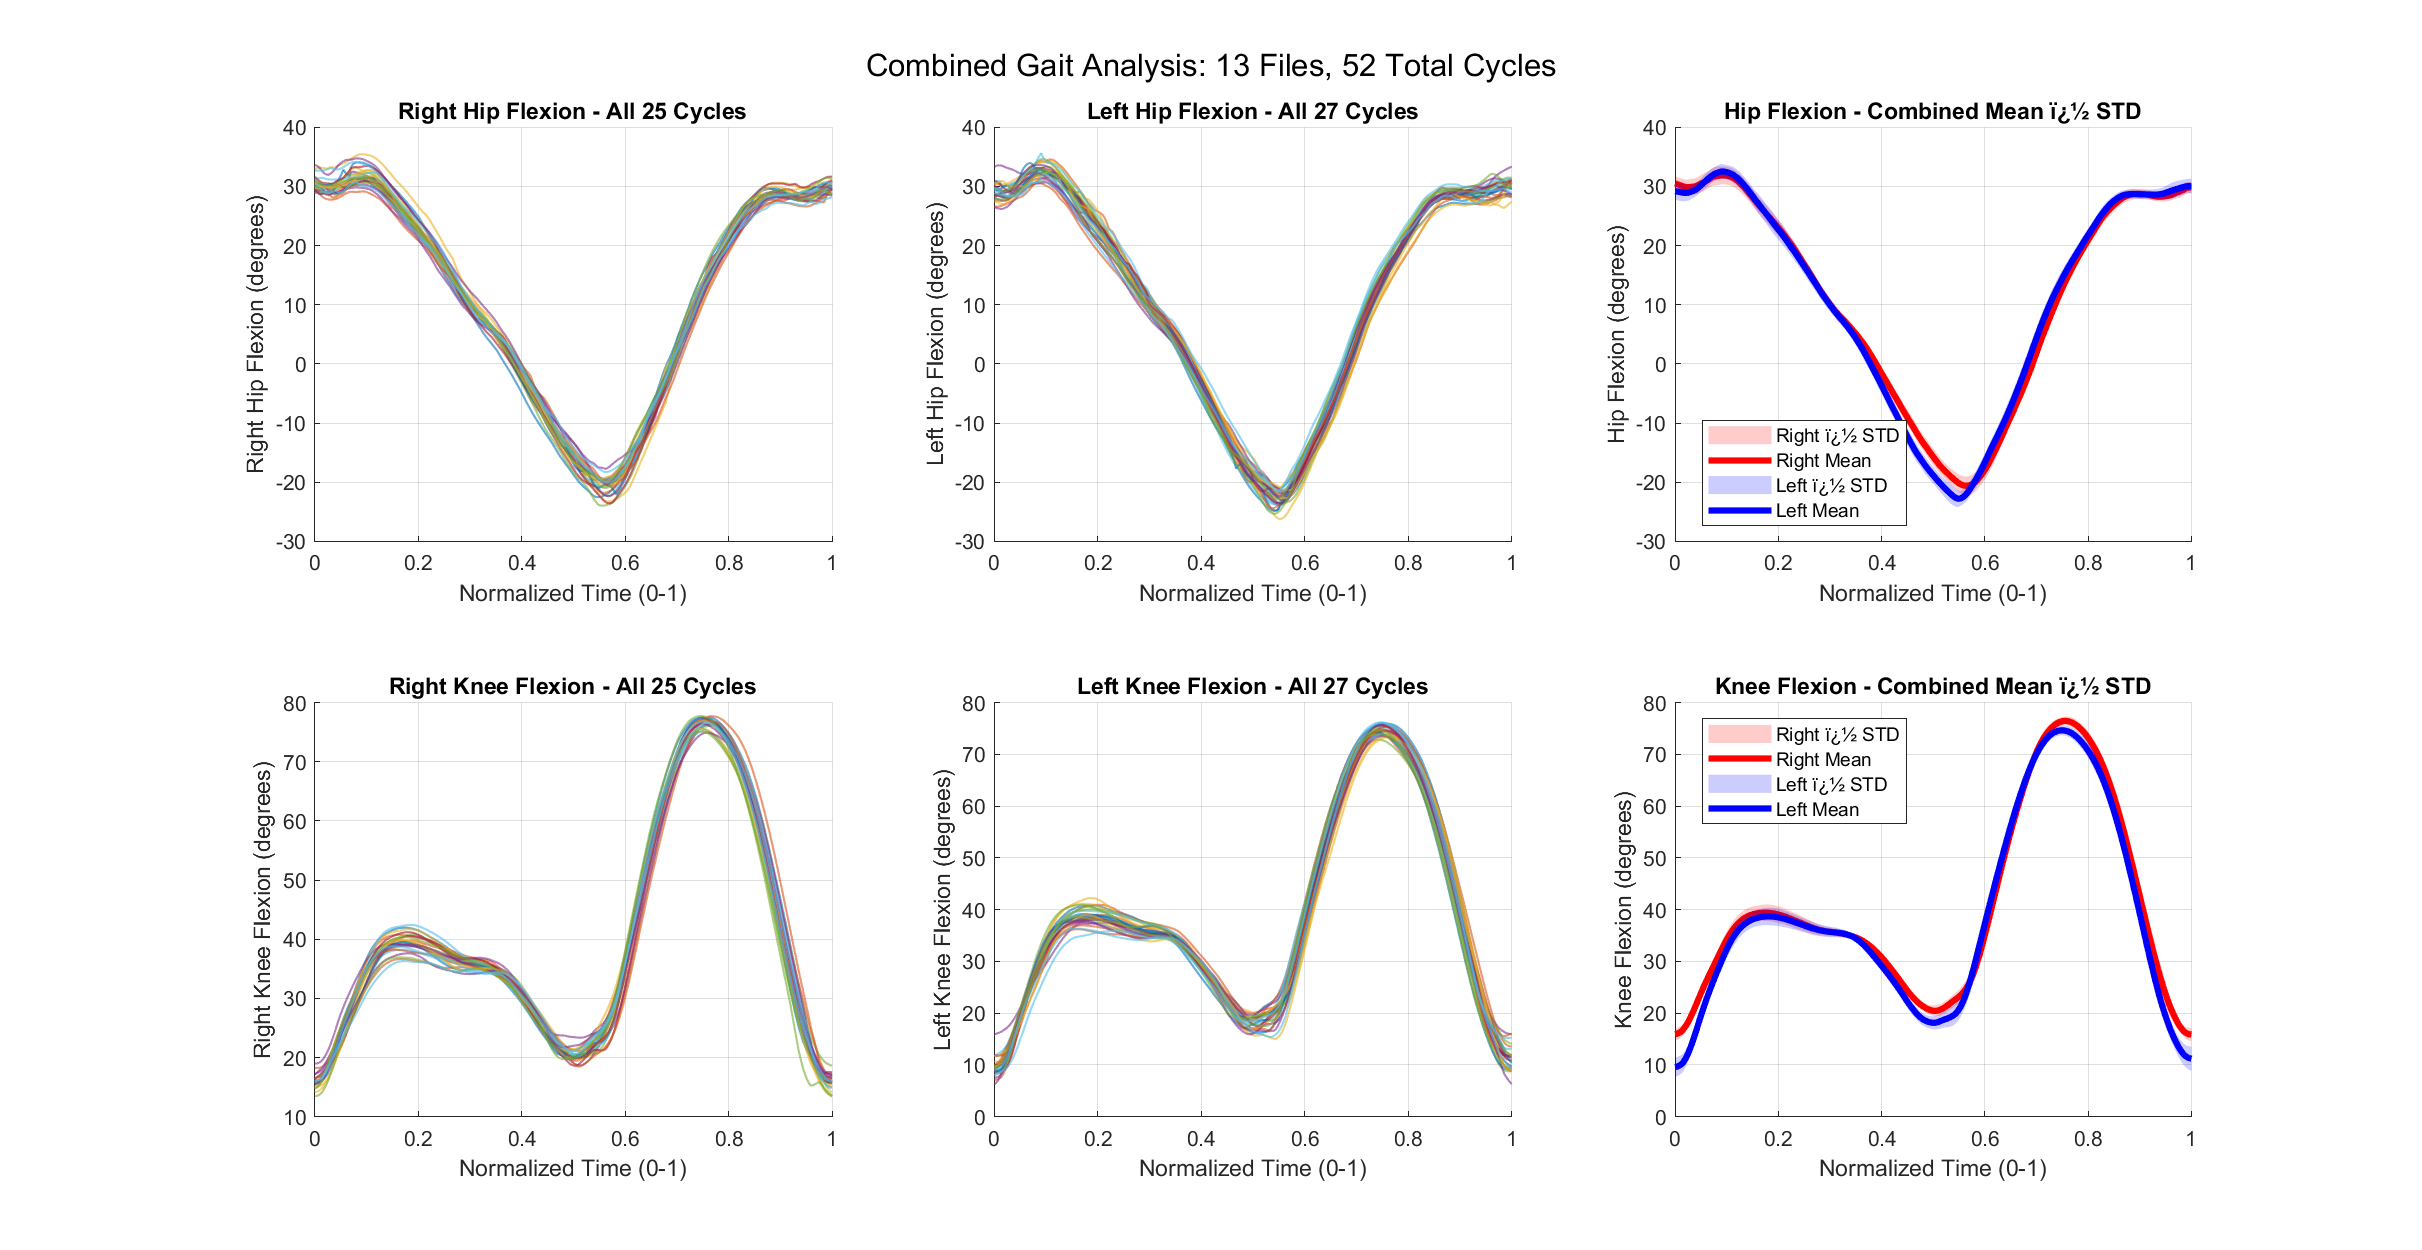 Combined Gait Analysis: 13 Files, 52 Total Cycles
Right Hip Flexion - All 25 Cycles
Right Hip Flexion (degrees)
40
30
20
10
0
-10
-20
-30
0 0.2 0.4 0.6 0.8 1
Normalized Time (0-1)
Left Hip Flexion - All 27 Cycles
Left Hip Flexion (degrees)
40
30
20
10
0
-10
-20
-30
0 0.2 0.4 0.6 0.8 1
Normalized Time (0-1)
Hip Flexion - Combined Mean ï¿½ STD
Hip Flexion (degrees)
40
30
20
10
0
-10
-20
-30
Right ï¿½ STD
Right Mean
Left ï¿½ STD
Left Mean
0 0.2 0.4 0.6 0.8 1
Normalized Time (0-1)
Right Knee Flexion - All 25 Cycles
Right Knee Flexion (degrees)
80
70
60
50
40
30
20
10
0 0.2 0.4 0.6 0.8 1
Normalized Time (0-1)
Left Knee Flexion - All 27 Cycles
Left Knee Flexion (degrees)
80
70
60
50
40
30
20
10
0
0 0.2 0.4 0.6 0.8 1
Normalized Time (0-1)
Knee Flexion - Combined Mean ï¿½ STD
Knee Flexion (degrees)
80
70
60
50
40
30
20
10
0
Right ï¿½ STD
Right Mean
Left ï¿½ STD
Left Mean
0 0.2 0.4 0.6 0.8 1
Normalized Time (0-1)